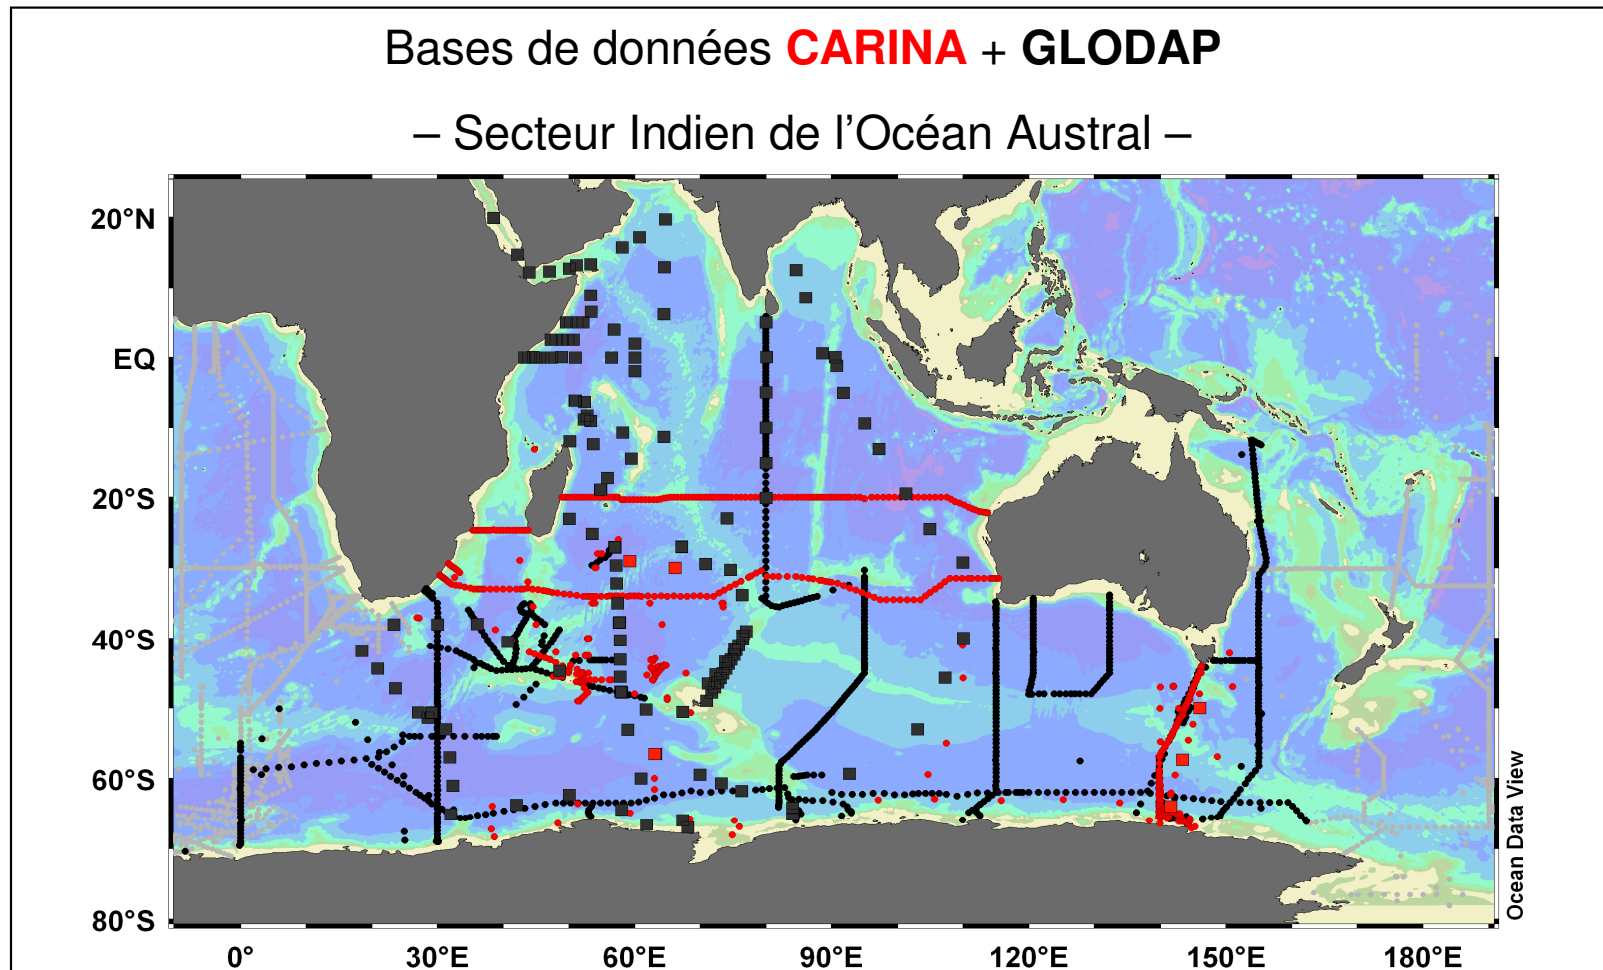 Bases de données CARINA + GLODAP
– Secteur Indien de l'Océan Austral –
20°N
EQ
20°S
40°S
60°S
80°S
0°
30°E
60°E
90°E
120°E
150°E
180°E
Ocean Data View